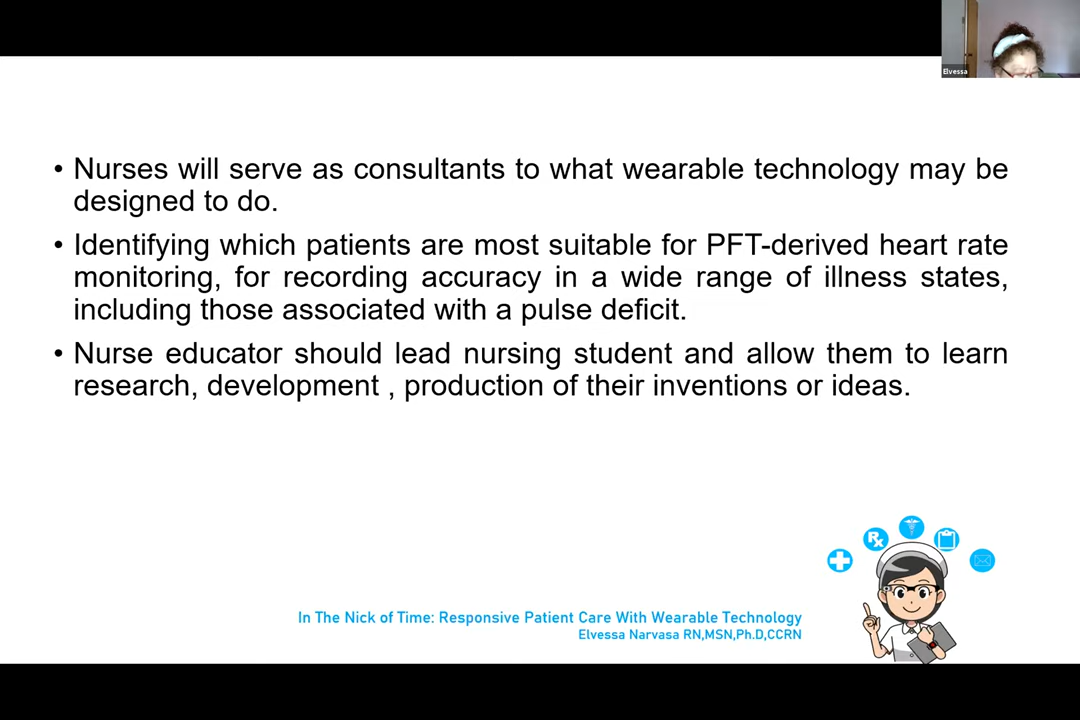 Elvessa
• Nurses will serve as consultants to what wearable technology may be
designed to do.
• Identifying which patients are most suitable for PFT-derived heart rate
monitoring, for recording accuracy in a wide range of illness states,
including those associated with a pulse deficit.
• Nurse educator should lead nursing student and allow them to learn
research, development , production of their inventions or ideas.
Rx
In The Nick of Time: Responsive Patient Care With Wearable Technology
Elvessa Narvasa RN,MSN,Ph.D,CCRN